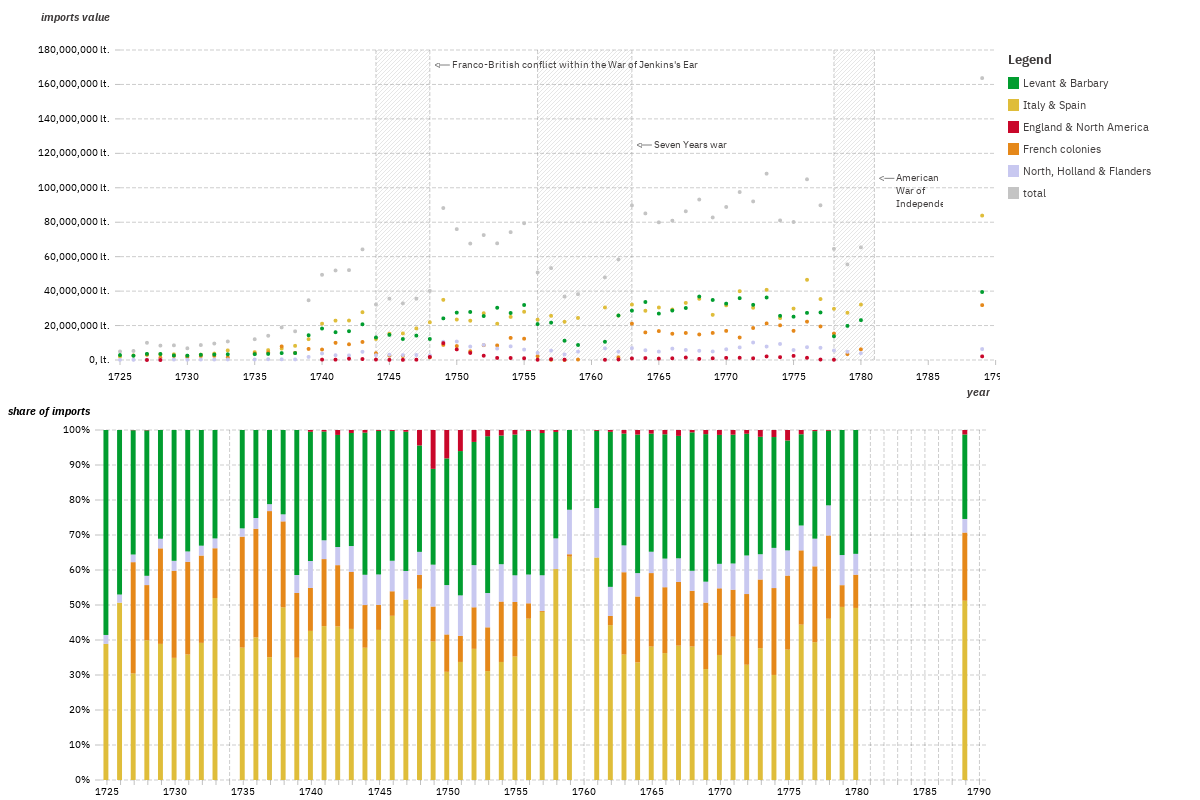 imports value
180,000,000 lt.
160,000,000 lt.
140,000,000 lt.
120,000,000 lt.
100,000,000 lt.
80,000,000 lt.
60,000,000 lt.
40,000,000 lt.
20,000,000 lt.
0, lt.
Franco-British conflict within the War of Jenkins's Ear
Seven Years war
American
War of
Independe
1725 1730 1735 1740 1745 1750 1755 1760 1765 1770 1775 1780 1785 179
year
Legend
Levant & Barbary
Italy & Spain
England & North America
French colonies
North, Holland & Flanders
total
share of imports
100%
90%
80%
70%
60%
50%
40%
30%
20%
10%
0%
1725 1730 1735 1740 1745 1750 1755 1760 1765 1770 1775 1780 1785 1790